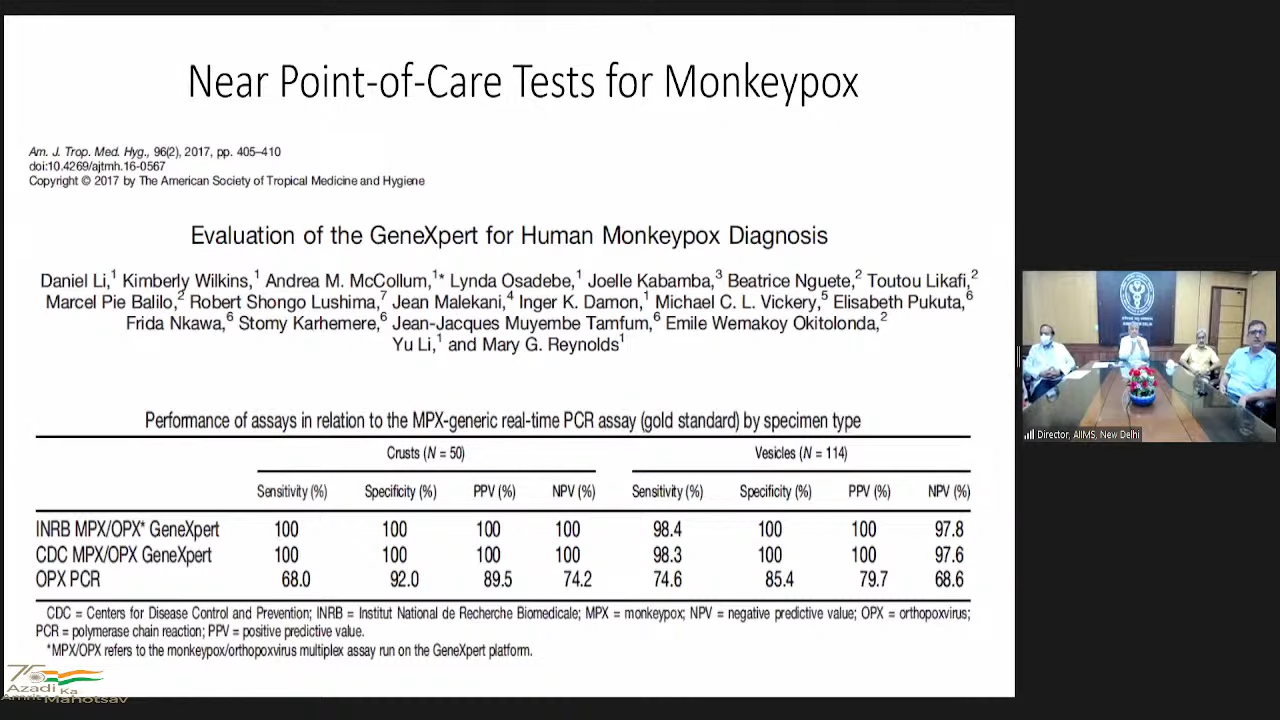 Near Point-of-Care Tests for Monkeypox
Am. J. Trop. Med. Hyg., 96(2), 2017, pp. 405–410
doi:10.4269/ajtmh.16-0567
Copyright © 2017 by The American Society of Tropical Medicine and Hygiene
Evaluation of the GeneXpert for Human Monkeypox Diagnosis
Daniel Li,1 Kimberly Wilkins,1 Andrea M. McCollum,1* Lynda Osadebe,1 Joelle Kabamba,3 Beatrice Nguete,2 Toutou Likafi,2
Marcel Pie Balilo,2 Robert Shongo Lushima,7 Jean Malekani,4 Inger K. Damon,1 Michael C. L. Vickery,5 Elisabeth Pukuta,6
Frida Nkawa,6 Stomy Karhemere,6 Jean-Jacques Muyembe Tamfum,6 Emile Wemakoy Okitolonda,2
Yu Li,1 and Mary G. Reynolds1
Performance of assays in relation to the MPX-generic real-time PCR assay (gold standard) by specimen type
Crusts (N = 50) Vesicles (N = 114)
Sensitivity (%) Specificity (%) PPV (%) NPV (%) Sensitivity (%) Specificity (%) PPV (%) NPV (%)
INRB MPX/OPX* GeneXpert 100 100 100 100 98.4 100 100 97.8
CDC MPX/OPX GeneXpert 100 100 100 100 98.3 100 100 97.6
OPX PCR 68.0 92.0 89.5 74.2 74.6 85.4 79.7 68.6
CDC = Centers for Disease Control and Prevention; INRB = Institut National de Recherche Biomedicale; MPX = monkeypox; NPV = negative predictive value; OPX = orthopoxvirus;
PCR = polymerase chain reaction; PPV = positive predictive value.
*MPX/OPX refers to the monkeypox/orthopoxvirus multiplex assay run on the GeneXpert platform.
Director, AIIMS, New Delhi
75
Azadi Ka
Amrit Mahotsav